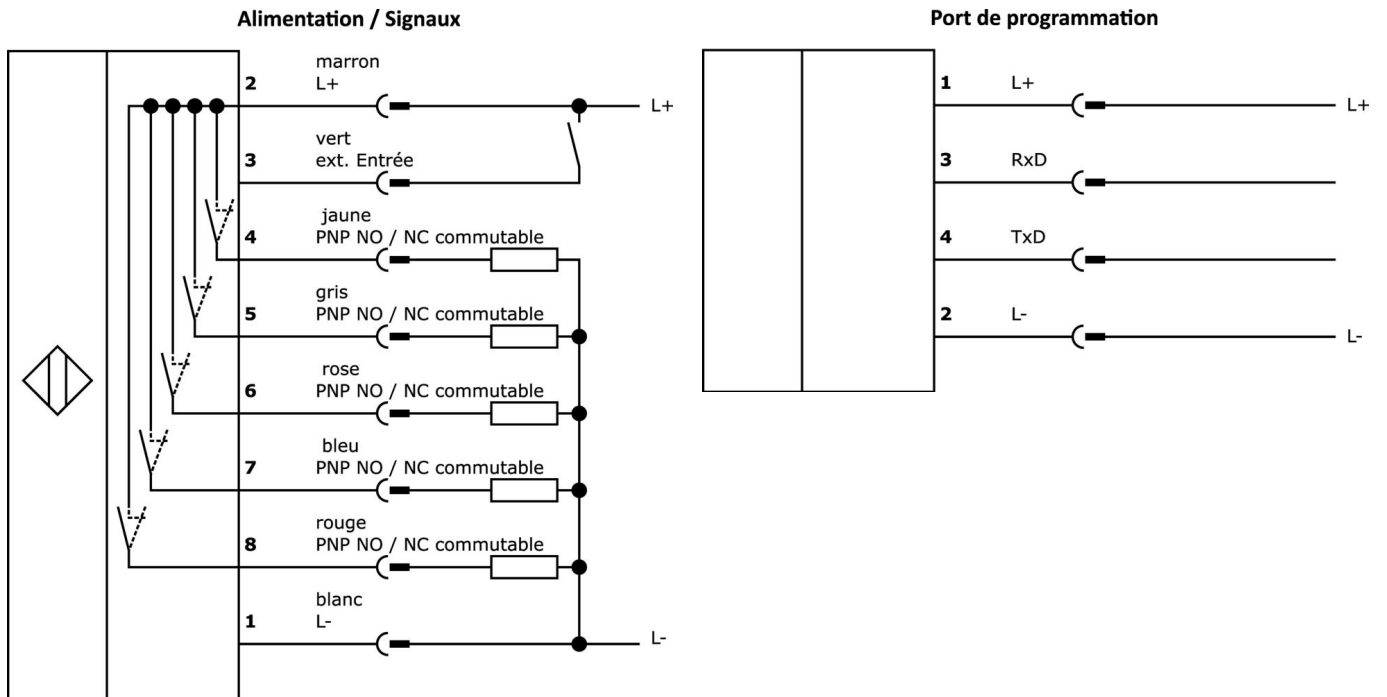 Alimentation / Signaux
marron
2 L+
L+
vert
3 ext. Entrée
jaune
4 PNP NO / NC commutable
gris
5 PNP NO / NC commutable
rose
6 PNP NO / NC commutable
bleu
7 PNP NO / NC commutable
rouge
8 PNP NO / NC commutable
blanc
1 L-
L-
Port de programmation
1 L+
L+
3 RxD
4 TxD
2 L-
L-